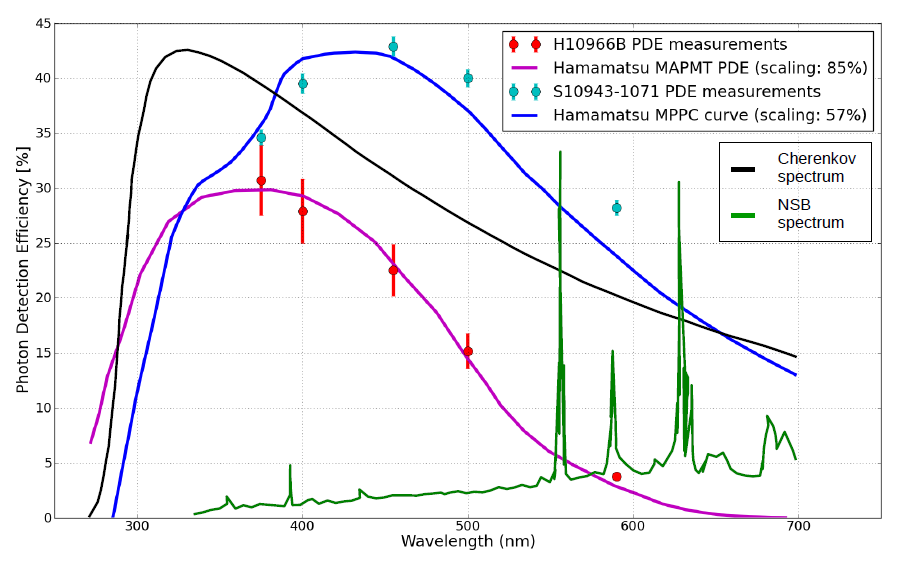 45
40
35
30
25
20
15
10
5
0
Photon Detection Efficiency [%]
H10966B PDE measurements
Hamamatsu MAPMT PDE (scaling: 85%)
S10943-1071 PDE measurements
Hamamatsu MPPC curve (scaling: 57%)
Cherenkov
spectrum
NSB
spectrum
300 400 500 600 700
Wavelength (nm)